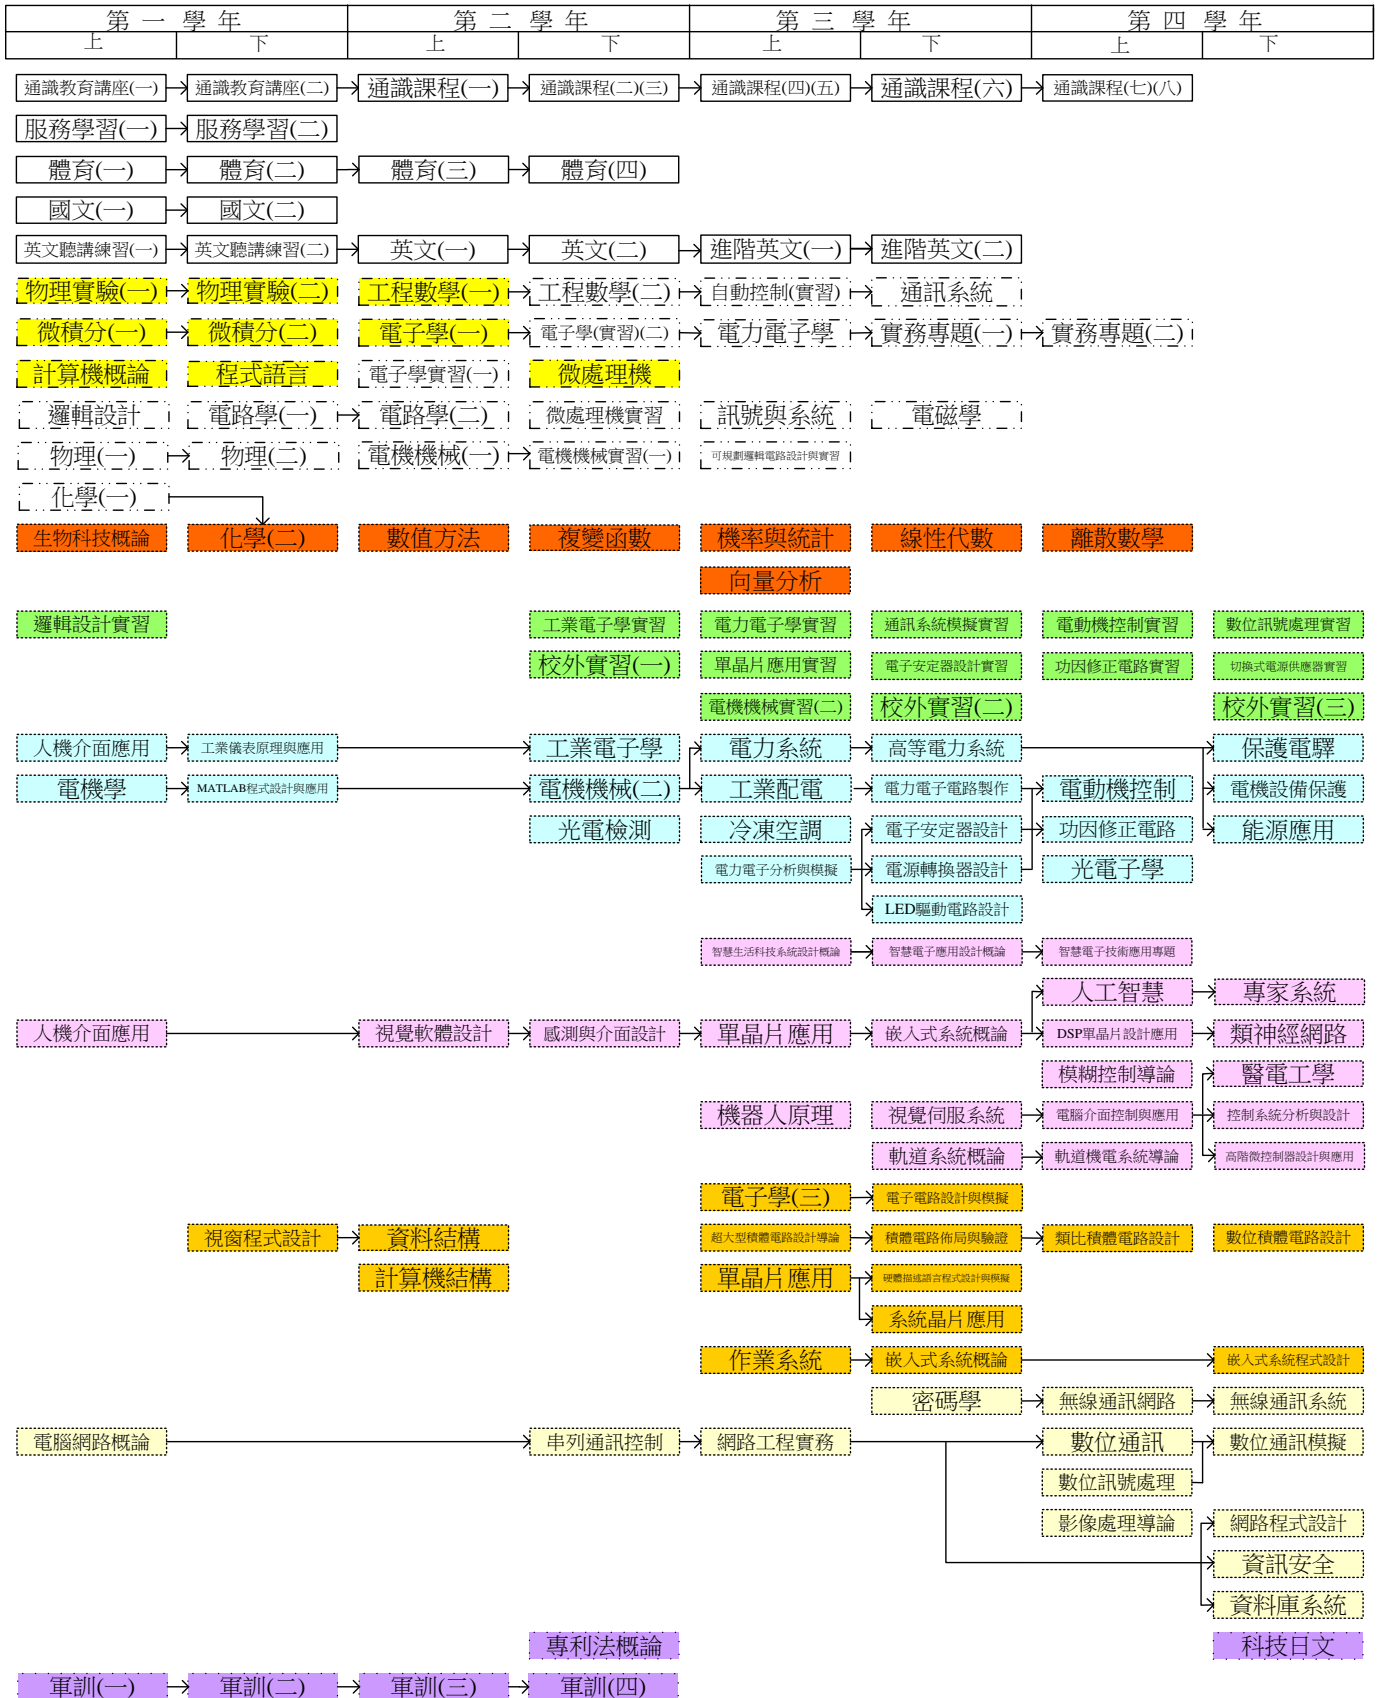 第一學年 第二學年 第三學年 第四學年
上 下 上 下 上 下 上 下
通識教育講座(一) 通識教育講座(二) 通識課程(一) 通識課程(二)(三) 通識課程(四)(五) 通識課程(六) 通識課程(七)(八)
服務學習(一) 服務學習(二)
體育(一) 體育(二) 體育(三) 體育(四)
國文(一) 國文(二)
英文聽講練習(一) 英文聽講練習(二) 英文(一) 英文(二) 進階英文(一) 進階英文(二)
物理實驗(一) 物理實驗(二) 工程數學(一) 工程數學(二) 自動控制(實習) 通訊系統
微積分(一) 微積分(二) 電子學(一) 電子學(實習)(二) 電力電子學 實務專題(一) 實務專題(二)
計算機概論 程式語言 電子學實習(一) 微處理機
邏輯設計 電路學(一) 電路學(二) 微處理機實習 訊號與系統 電磁學
物理(一) 物理(二) 電機機械(一) 電機機械實習(一) 可規劃邏輯電路設計與實習
化學(一)
生物科技概論 化學(二) 數值方法 複變函數 機率與統計 線性代數 離散數學
向量分析
邏輯設計實習 工業電子學實習 電力電子學實習 通訊系統模擬實習 電動機控制實習 數位訊號處理實習
校外實習(一) 單晶片應用實習 電子安定器設計實習 功因修正電路實習 切換式電源供應器實習
電機機械實習(二) 校外實習(二) 校外實習(三)
人機介面應用 工業儀表原理與應用 工業電子學 電力系統 高等電力系統 保護電驛
電機學 MATLAB程式設計與應用 電機機械(二) 工業配電 電力電子電路製作 電動機控制 電機設備保護
光電檢測 冷凍空調 電子安定器設計 功因修正電路 能源應用
電力電子分析與模擬 電源轉換器設計 光電子學
LED驅動電路設計
智慧生活科技系統設計概論 智慧電子應用設計概論 智慧電子技術應用專題
人工智慧 專家系統
人機介面應用 視覺軟體設計 感測與介面設計 單晶片應用 嵌入式系統概論 DSP單晶片設計應用 類神經網路
模糊控制導論 醫電工學
機器人原理 視覺伺服系統 電腦介面控制與應用 控制系統分析與設計
軌道系統概論 軌道機電系統導論 高階微控制器設計與應用
電子學(三) 電子電路設計與模擬
視窗程式設計 資料結構 超大型積體電路設計導論 積體電路佈局與驗證 類比積體電路設計 數位積體電路設計
計算機結構 單晶片應用 硬體描述語言程式設計與模擬
系統晶片應用
作業系統 嵌入式系統概論 嵌入式系統程式設計
密碼學 無線通訊網路 無線通訊系統
電腦網路概論 串列通訊控制 網路工程實務 數位通訊 數位通訊模擬
數位訊號處理
影像處理導論 網路程式設計
資訊安全
資料庫系統
專利法概論 科技日文
軍訓(一) 軍訓(二) 軍訓(三) 軍訓(四)